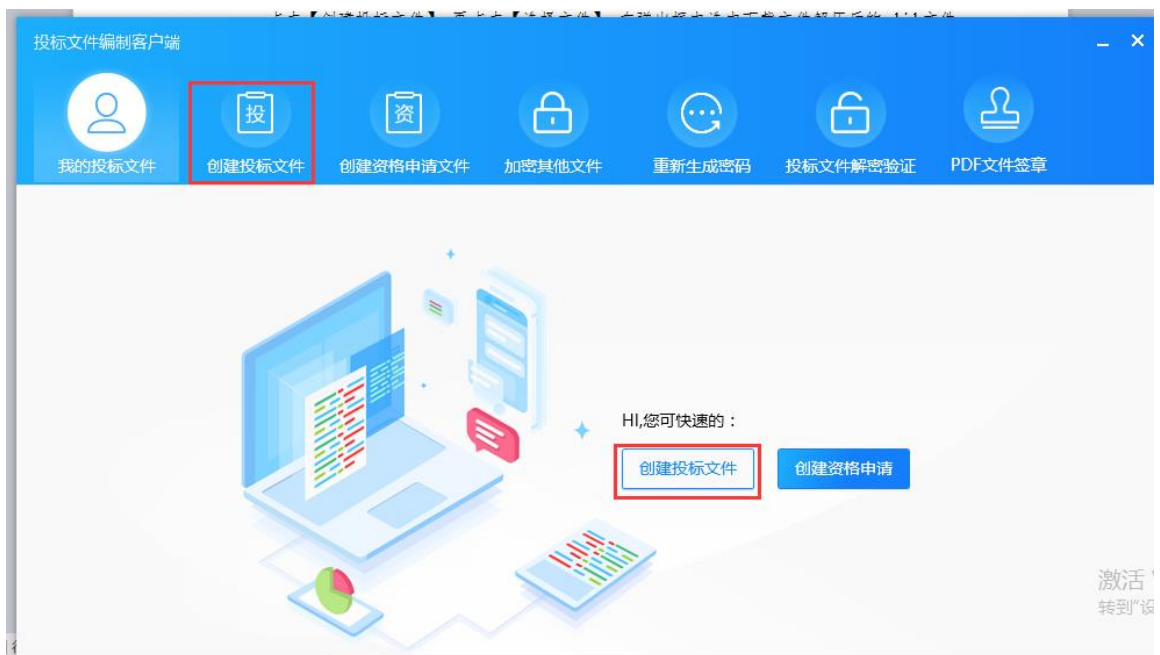 投标文件编制客户端
投
资
我的投标文件
创建投标文件
创建资格申请文件
加密其他文件
重新生成密码
投标文件解密验证
PDF文件签章
HI,您可快速的：
创建投标文件
创建资格申请
激活
转到"设